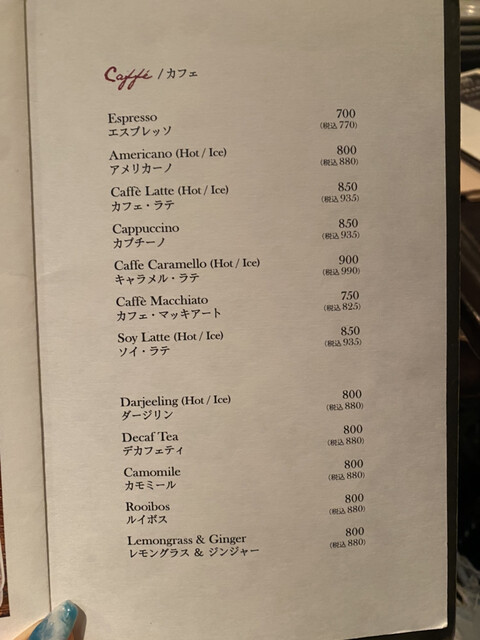 Caffé / カフェ
Espresso 700
エスプレッソ (税込 770)
Americano (Hot / Ice) 800
アメリカーノ (税込 880)
Caffè Latte (Hot / Ice) 850
カフェ・ラテ (税込 935)
Cappuccino 850
カプチーノ (税込 935)
Caffe Caramello (Hot / Ice) 900
キャラメル・ラテ (税込 990)
Caffè Macchiato 750
カフェ・マッキアート (税込 825)
Soy Latte (Hot / Ice) 850
ソイ・ラテ (税込 935)
Darjeeling (Hot / Ice) 800
ダージリン (税込 880)
Decaf Tea 800
デカフェティ (税込 880)
Camomile 800
カモミール (税込 880)
Rooibos 800
ルイボス (税込 880)
Lemongrass & Ginger 800
レモングラス & ジンジャー (税込 880)